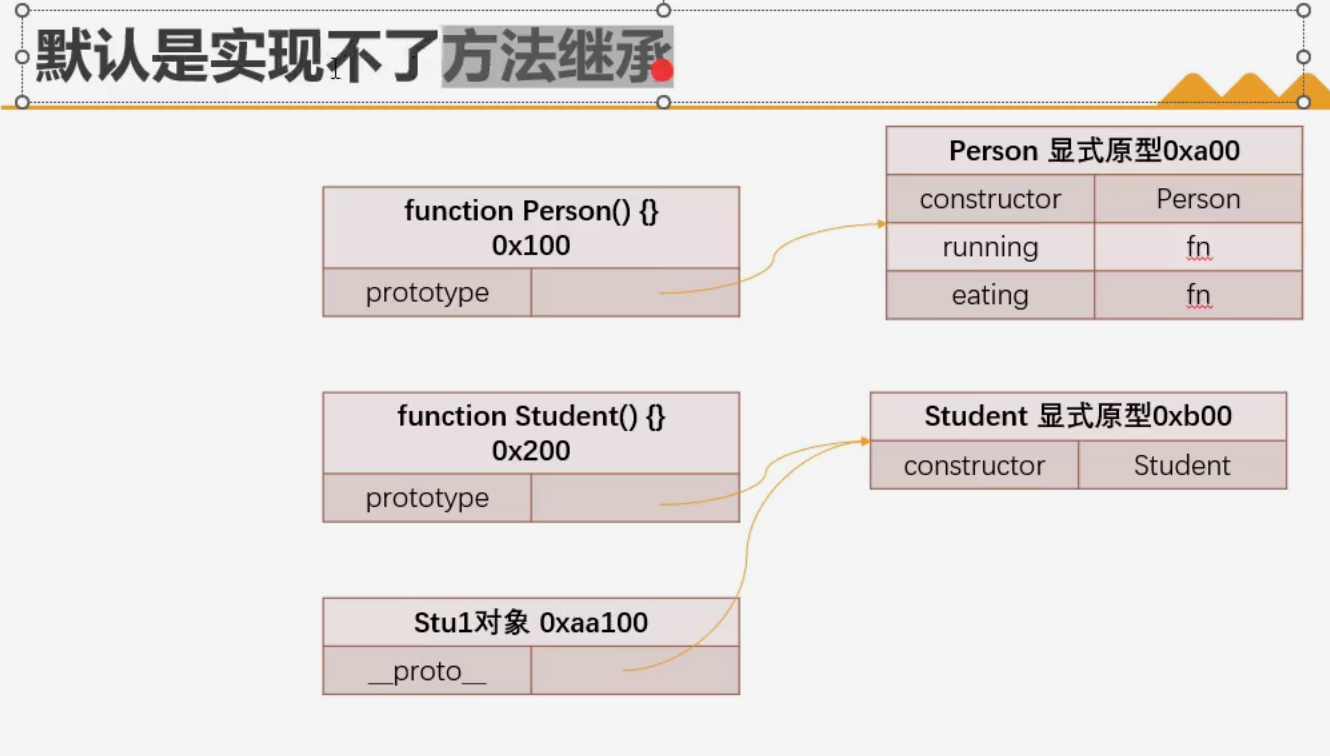 默认是实现不了方法继承
Person 显式原型0xa00
constructor Person
running fn
eating fn
function Person() {}
0x100
prototype
function Student() {}
0x200
prototype
Student 显式原型0xb00
constructor Student
Stu1对象 0xaa100
__proto__